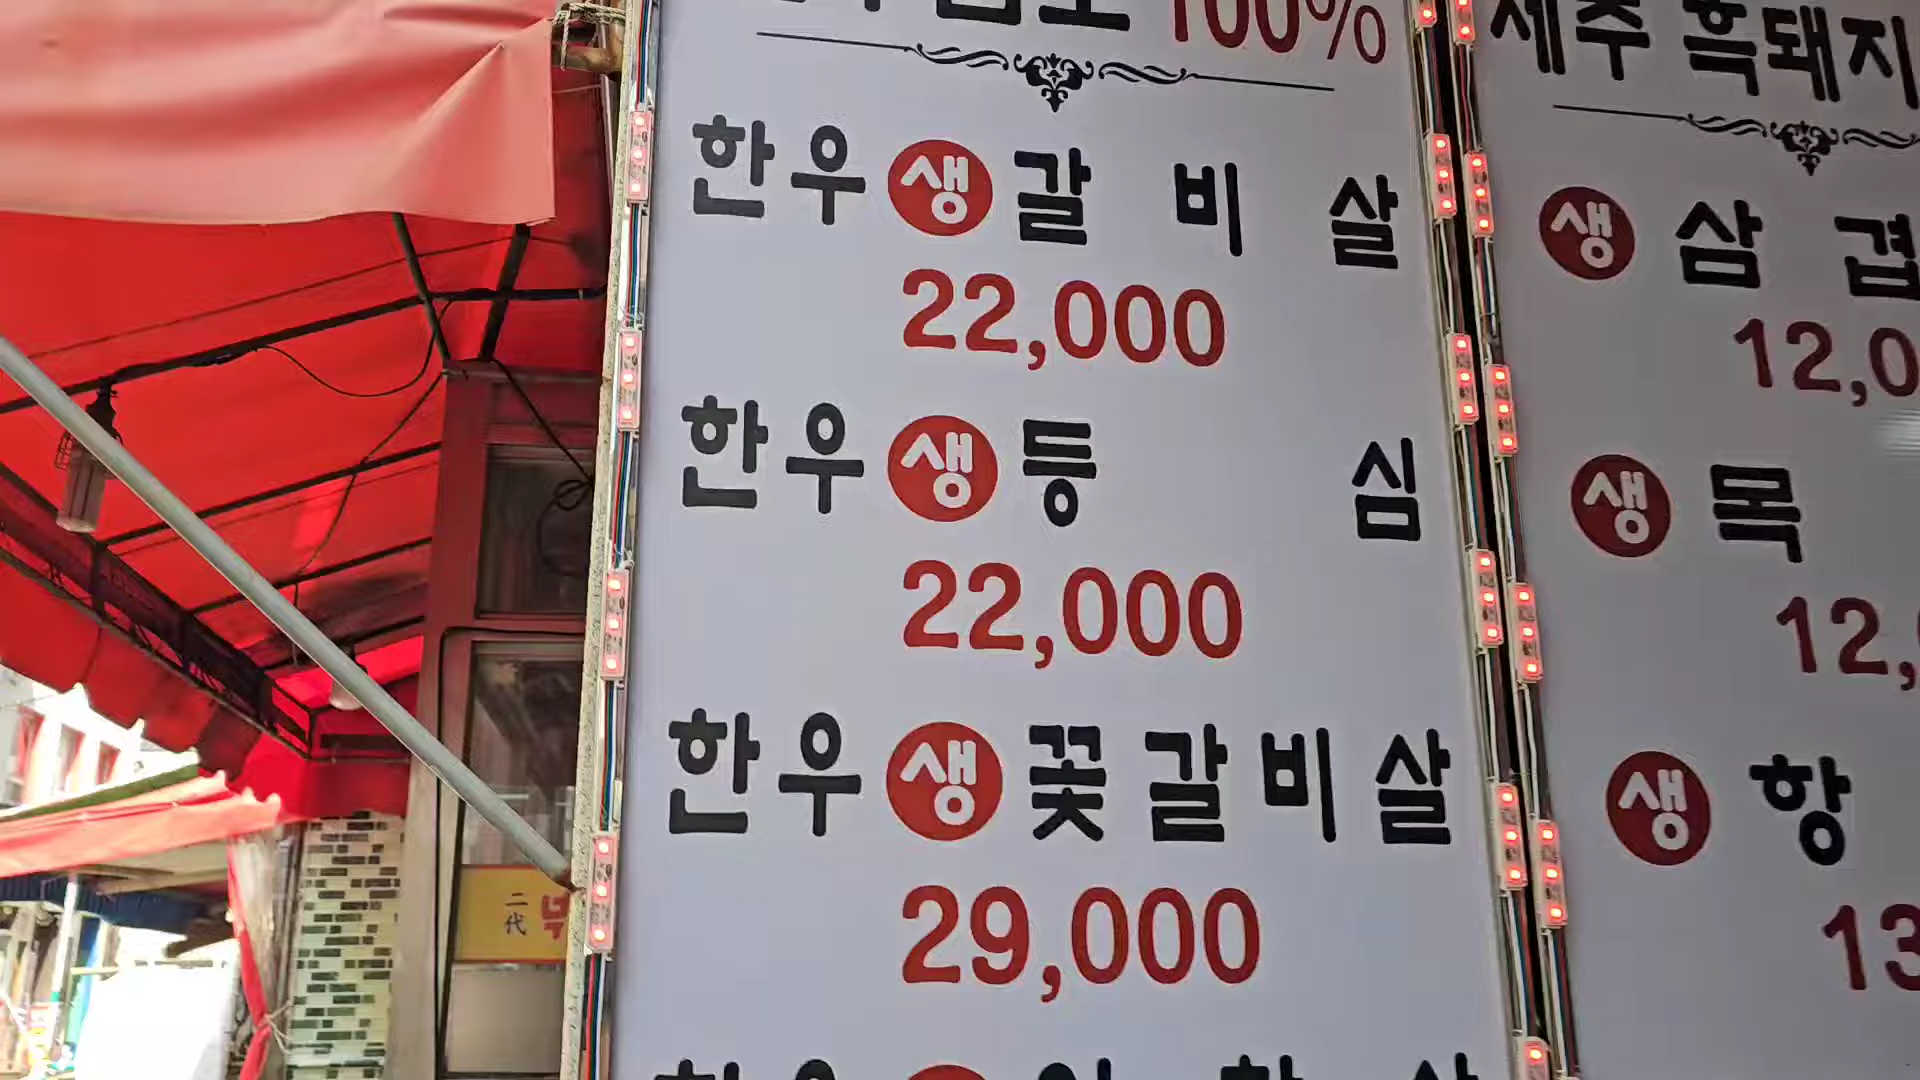 100%
한우 생 갈비살
22,000
한우 생 등심
22,000
한우 생 꽃갈비살
29,000
제주 흑돼지
생 삼겹
12,0
생 목
12,
생 항
13
二代